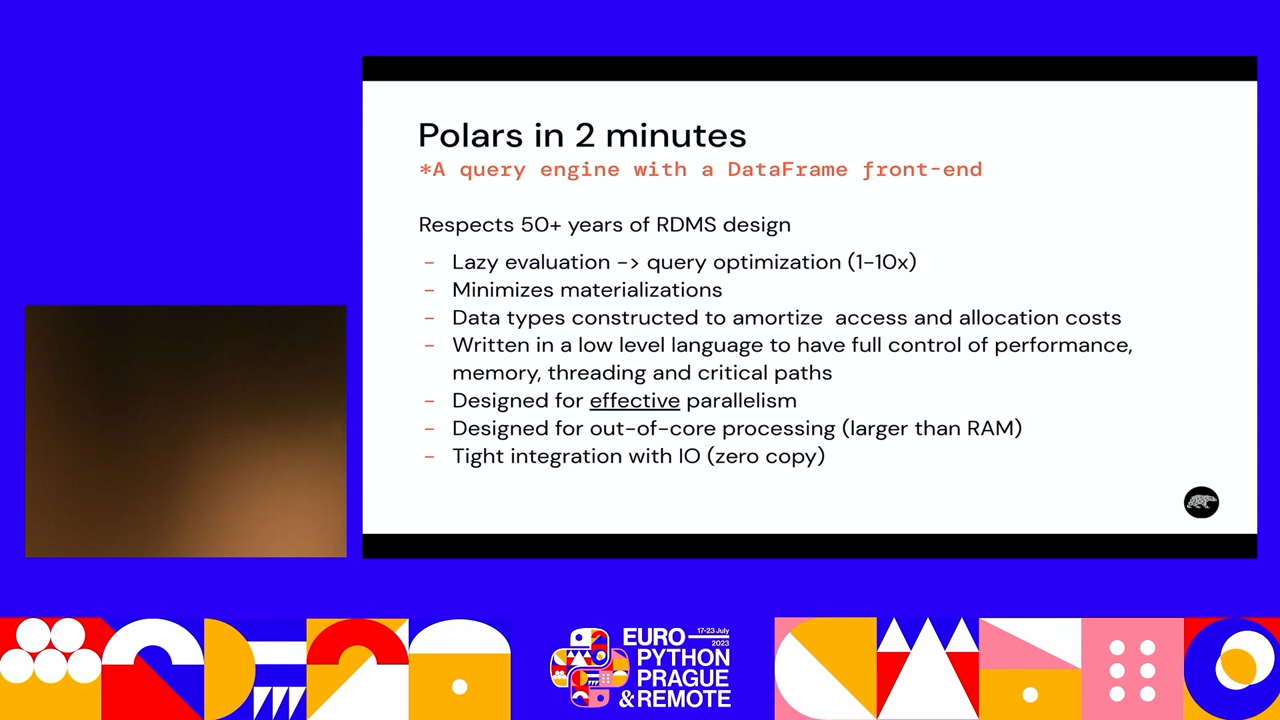 Polars in 2 minutes
*A query engine with a DataFrame front-end
Respects 50+ years of RDMS design
- Lazy evaluation -> query optimization (1-10x)
- Minimizes materializations
- Data types constructed to amortize  access and allocation costs
- Written in a low level language to have full control of performance,
memory, threading and critical paths
- Designed for effective parallelism
- Designed for out-of-core processing (larger than RAM)
- Tight integration with IO (zero copy)
17-23 July
2023
EURO
PYTHON
PRAGUE
& REMOTE